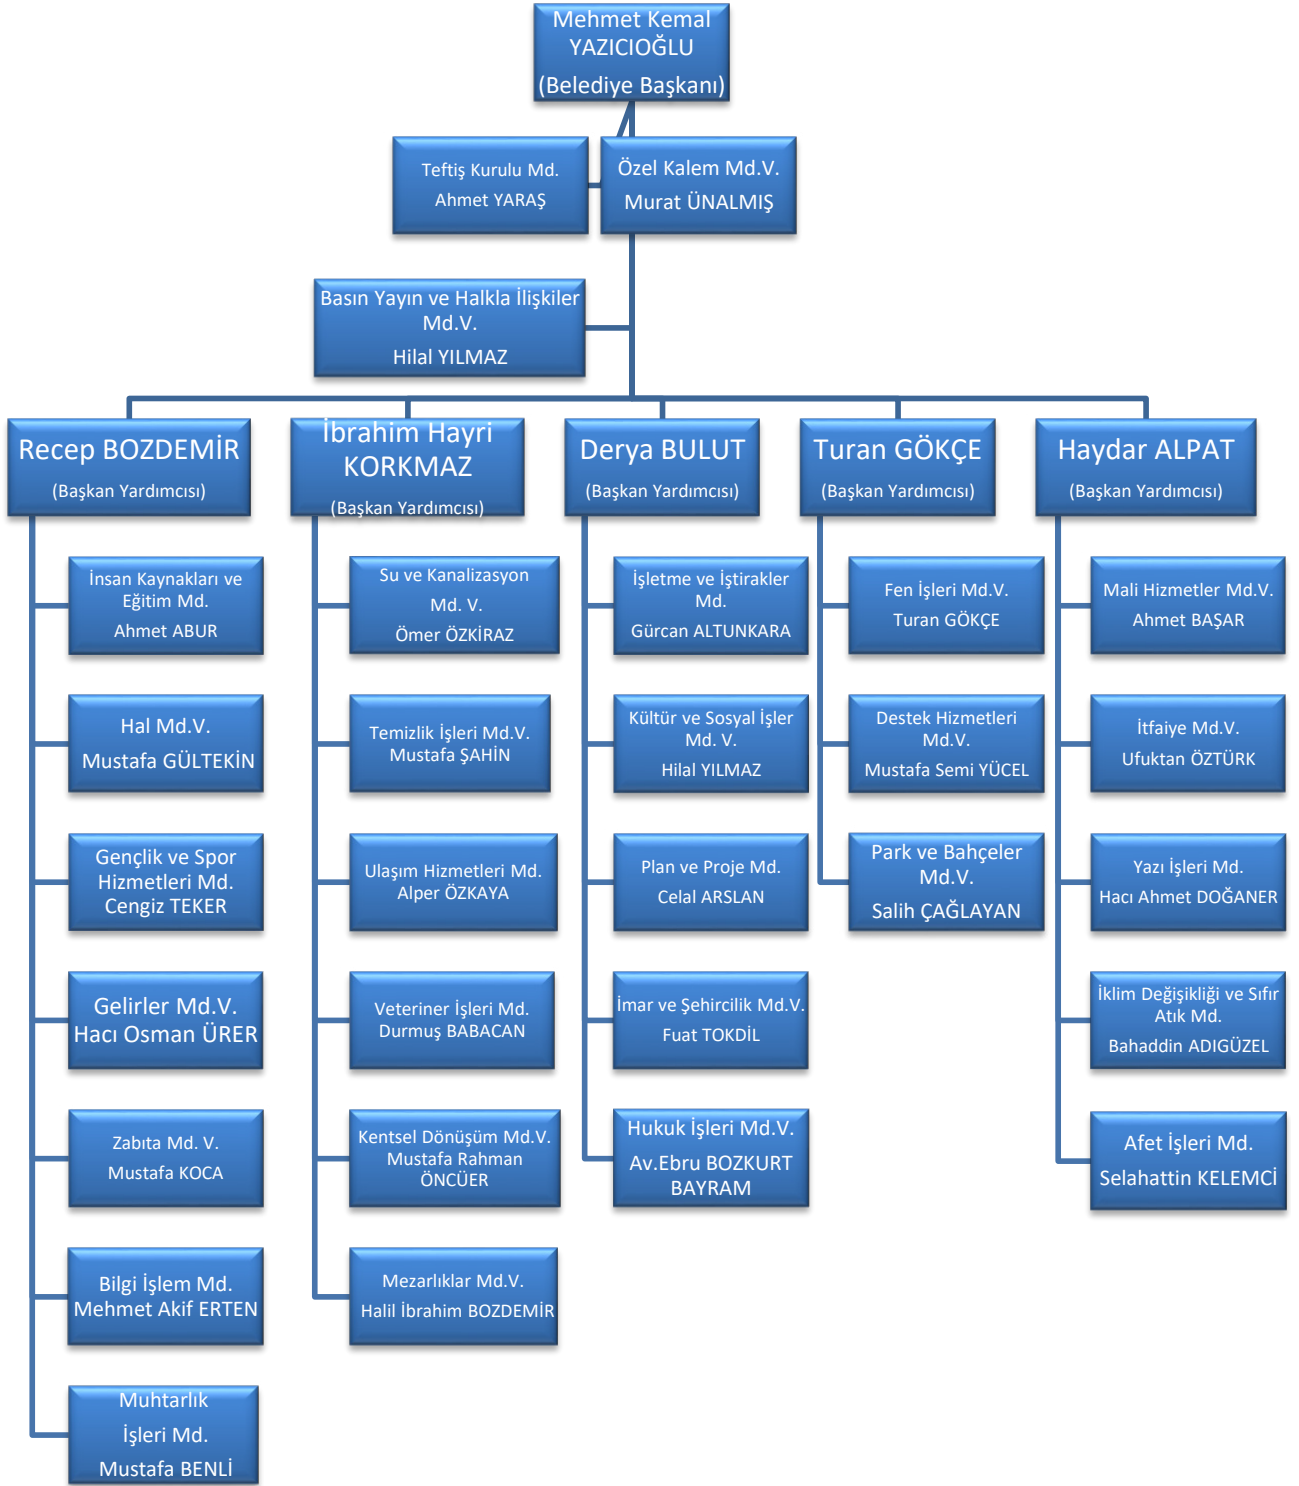 Mehmet Kemal
YAZICIOĞLU
(Belediye Başkanı)
Teftiş Kurulu Md.
Ahmet YARAŞ
Özel Kalem Md.V.
Murat ÜNALMIŞ
Basın Yayın ve Halkla İlişkiler
Md.V.
Hilal YILMAZ
Recep BOZDEMİR
(Başkan Yardımcısı)
İnsan Kaynakları ve
Eğitim Md.
Ahmet ABUR
Hal Md.V.
Mustafa GÜLTEKİN
Gençlik ve Spor
Hizmetleri Md.
Cengiz TEKER
Gelirler Md.V.
Hacı Osman ÜRER
Zabıta Md. V.
Mustafa KOCA
Bilgi İşlem Md.
Mehmet Akif ERTEN
Muhtarlık
İşleri Md.
Mustafa BENLİ
İbrahim Hayri
KORKMAZ
(Başkan Yardımcısı)
Su ve Kanalizasyon
Md. V.
Ömer ÖZKİRAZ
Temizlik İşleri Md.V.
Mustafa ŞAHİN
Ulaşım Hizmetleri Md.
Alper ÖZKAYA
Veteriner İşleri Md.
Durmuş BABACAN
Kentsel Dönüşüm Md.V.
Mustafa Rahman
ÖNCÜER
Mezarlıklar Md.V.
Halil İbrahim BOZDEMİR
Derya BULUT
(Başkan Yardımcısı)
İşletme ve İştirakler
Md.
Gürcan ALTUNKARA
Kültür ve Sosyal İşler
Md. V.
Hilal YILMAZ
Plan ve Proje Md.
Celal ARSLAN
İmar ve Şehircilik Md.V.
Fuat TOKDİL
Hukuk İşleri Md.V.
Av.Ebru BOZKURT
BAYRAM
Turan GÖKÇE
(Başkan Yardımcısı)
Fen İşleri Md.V.
Turan GÖKÇE
Destek Hizmetleri
Md.V.
Mustafa Semi YÜCEL
Park ve Bahçeler
Md.V.
Salih ÇAĞLAYAN
Haydar ALPAT
(Başkan Yardımcısı)
Mali Hizmetler Md.V.
Ahmet BAŞAR
İtfaiye Md.V.
Ufuktan ÖZTÜRK
Yazı İşleri Md.
Hacı Ahmet DOĞANER
İklim Değişikliği ve Sıfır
Atık Md.
Bahaddin ADIGÜZEL
Afet İşleri Md.
Selahattin KELEMCİ